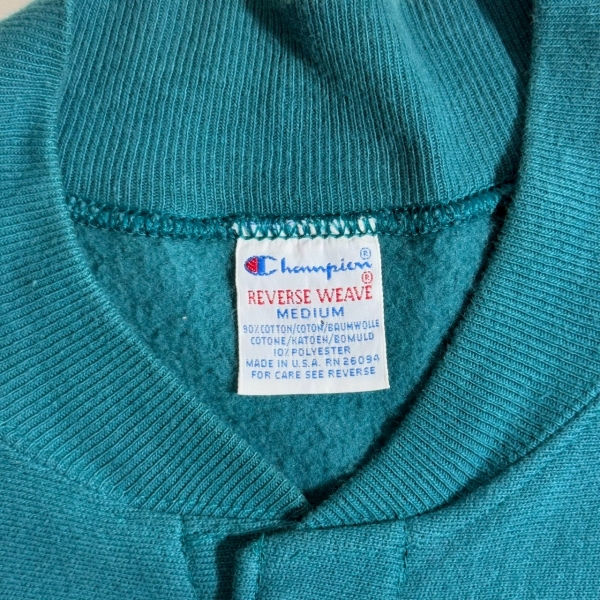 Champion®
®
REVERSE WEAVE
MEDIUM
90% COTTON/COTON/BAUMWOLLE
COTONE/KATOEN/BOMULD
10% POLYESTER
MADE IN U.S.A. RN 26094
FOR CARE SEE REVERSE